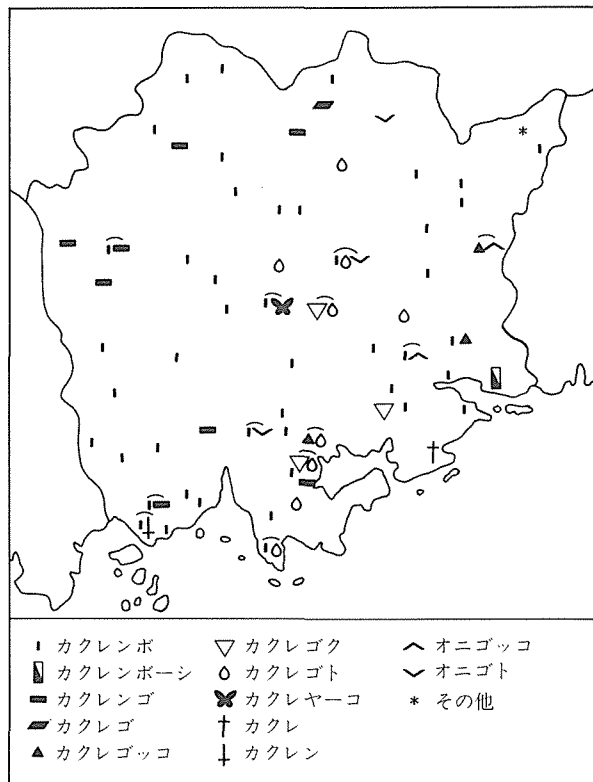 カクレンボ
カクレンボーシ
カクレンゴ
カクレゴ
カクレゴッコ
カクレゴク
カクレゴト
カクレヤーコ
カクレ
カクレン
オニゴッコ
オニゴト
その他